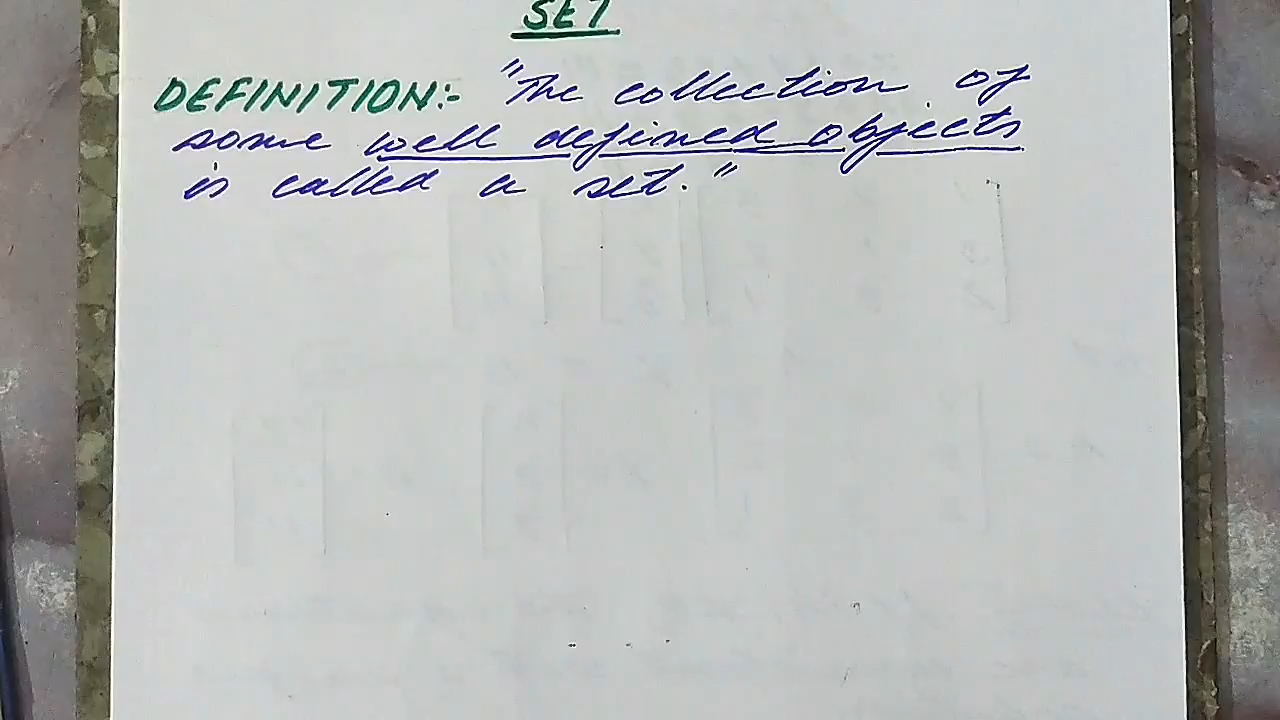 SET
DEFINITION:- "The collection of
some well defined objects
is called a set."